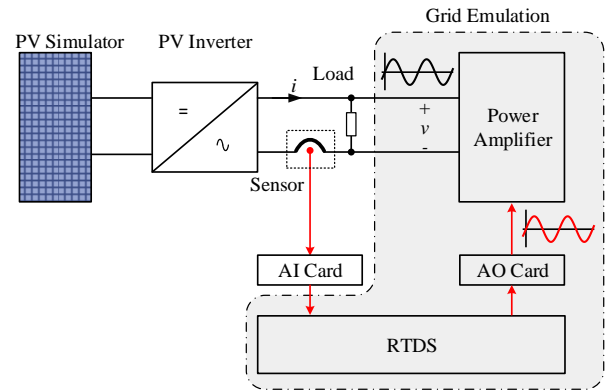 Grid Emulation
PV Simulator
PV Inverter
i
Load
=
∿
+
v
-
Power
Amplifier
Sensor
AI Card
AO Card
RTDS